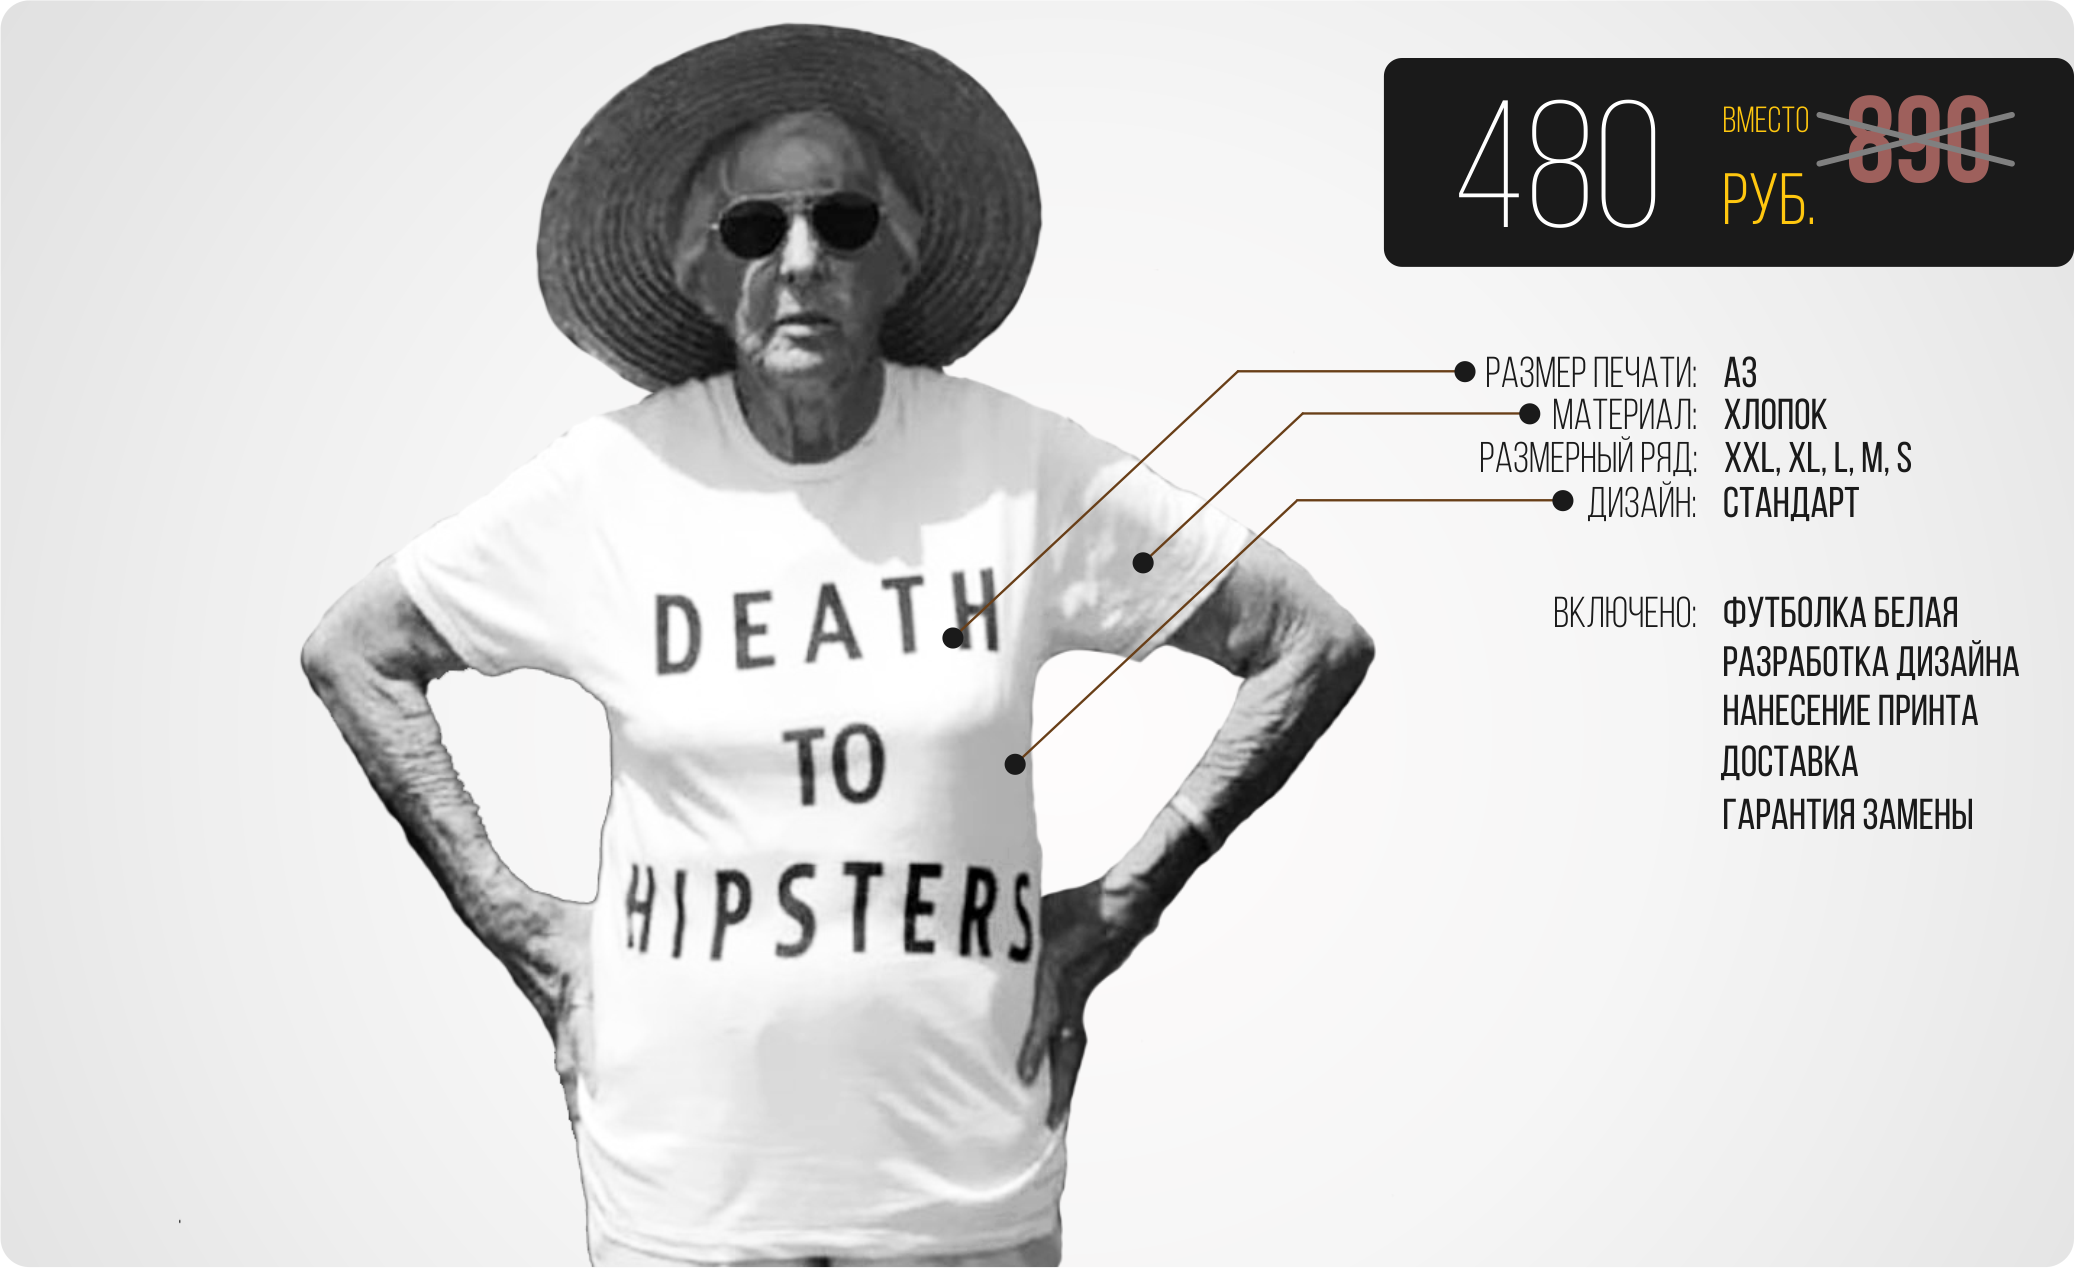 480 ВМЕСТО 890
РУБ.
РАЗМЕР ПЕЧАТИ: А3
МАТЕРИАЛ: ХЛОПОК
РАЗМЕРНЫЙ РЯД: XXL, XL, L, M, S
ДИЗАЙН: СТАНДАРТ
ВКЛЮЧЕНО: ФУТБОЛКА БЕЛАЯ
РАЗРАБОТКА ДИЗАЙНА
НАНЕСЕНИЕ ПРИНТА
ДОСТАВКА
ГАРАНТИЯ ЗАМЕНЫ
DEATH
TO
HIPSTERS